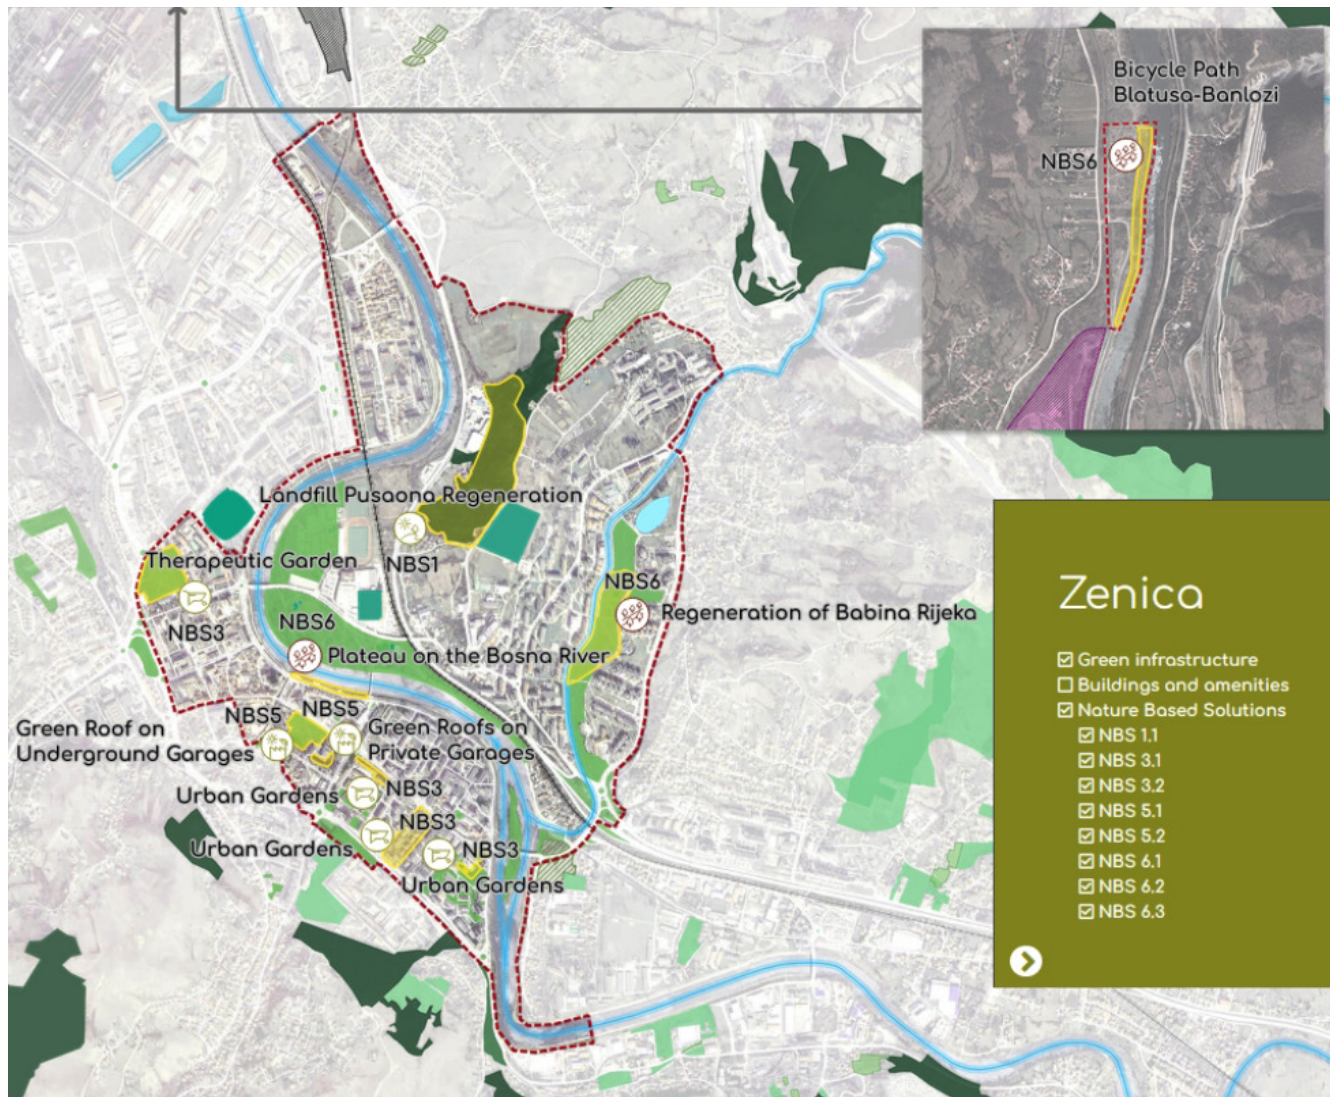 Bicycle Path
Blatusa-Banlozi
NBS6
Landfill Pusaona Regeneration
NBS1
Therapeutic Garden
NBS3
NBS6
Plateau on the Bosna River
NBS6
Regeneration of Babina Rijeka
NBS5
Green Roof on
Underground Garages
NBS5
Green Roofs on
Private Garages
Urban Gardens
NBS3
Urban Gardens
NBS3
NBS3
Urban Gardens
Zenica
Green infrastructure
Buildings and amenities
Nature Based Solutions
NBS 1.1
NBS 3.1
NBS 3.2
NBS 5.1
NBS 5.2
NBS 6.1
NBS 6.2
NBS 6.3